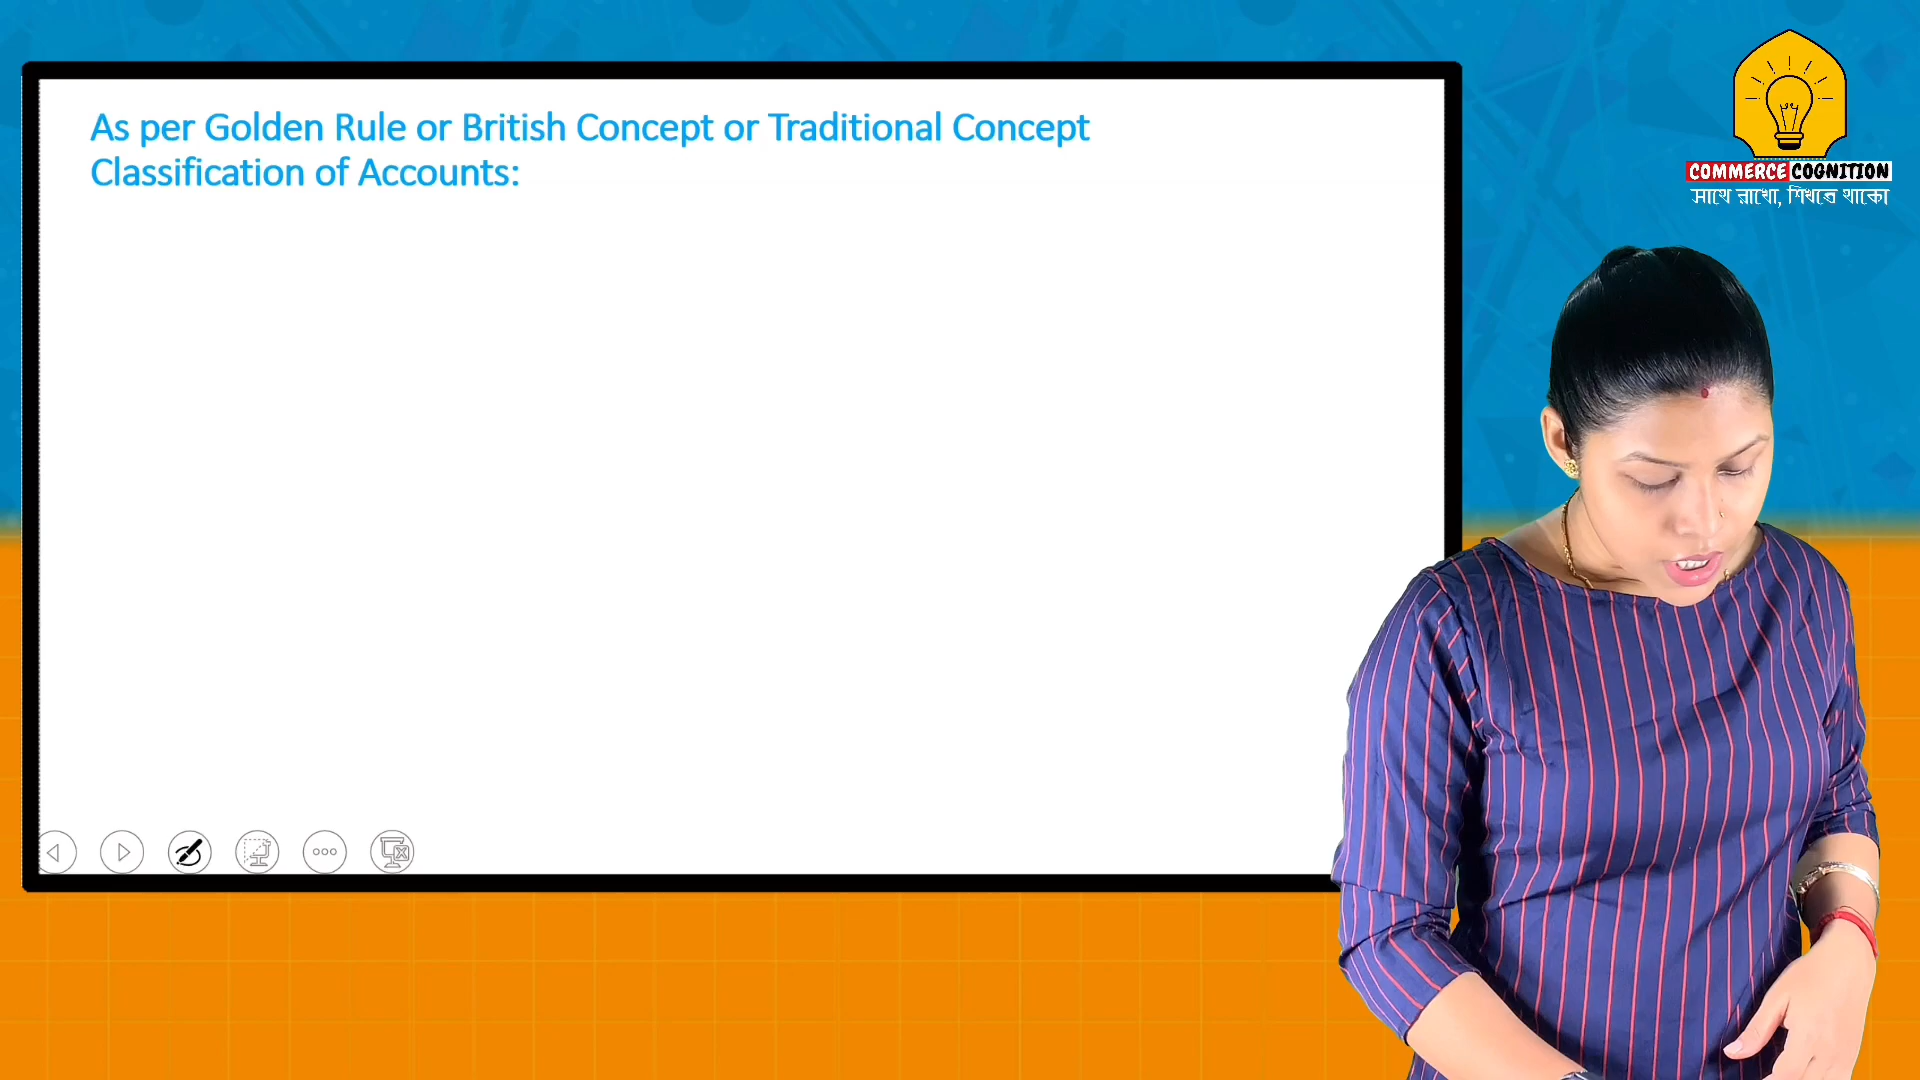 As per Golden Rule or British Concept or Traditional Concept
Classification of Accounts:
COMMERCE COGNITION
সাথে রাখো, শিখতে থাকো